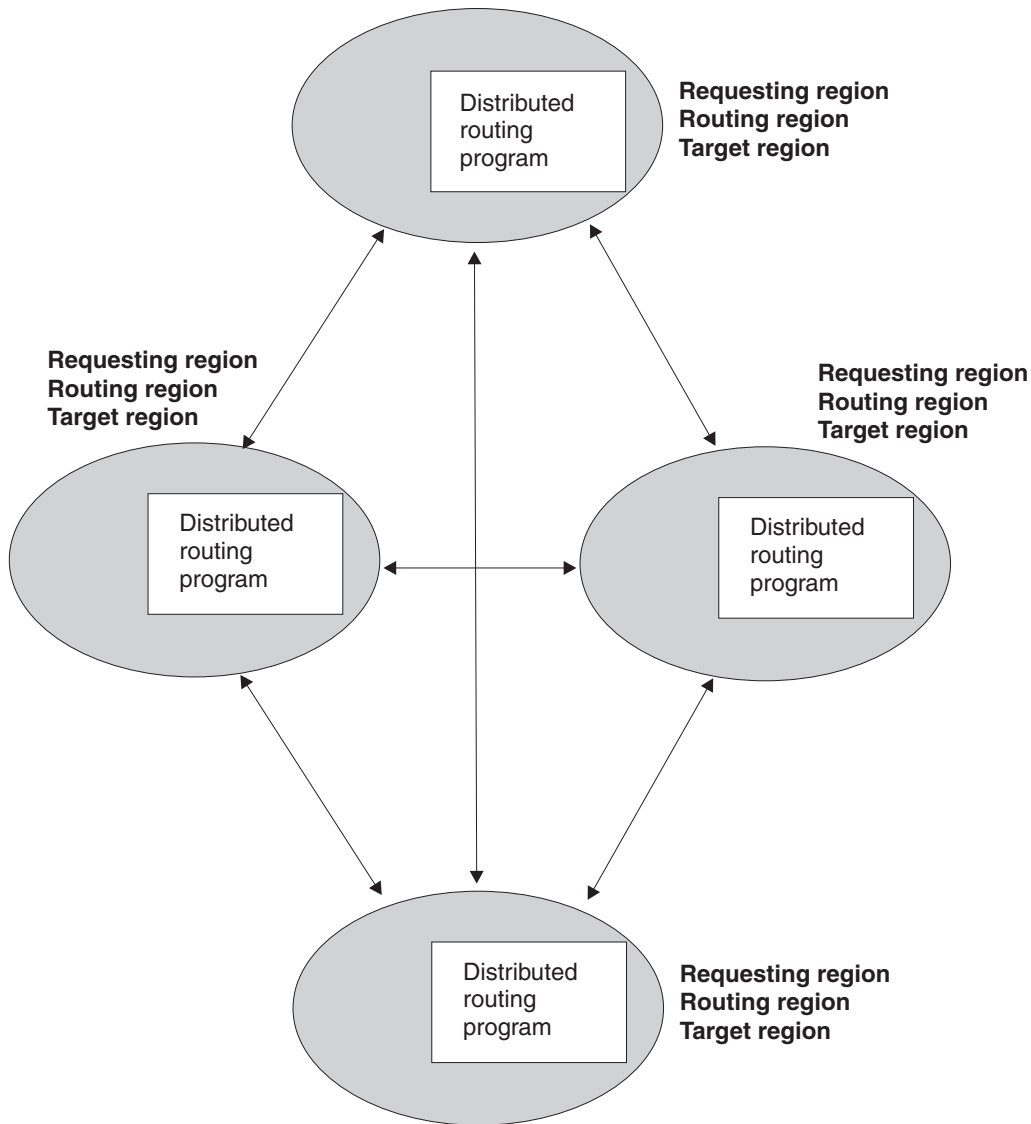 Distributed
routing
program
Requesting region
Routing region
Target region
Requesting region
Routing region
Target region
Requesting region
Routing region
Target region
Distributed
routing
program
Distributed
routing
program
Distributed
routing
program
Requesting region
Routing region
Target region